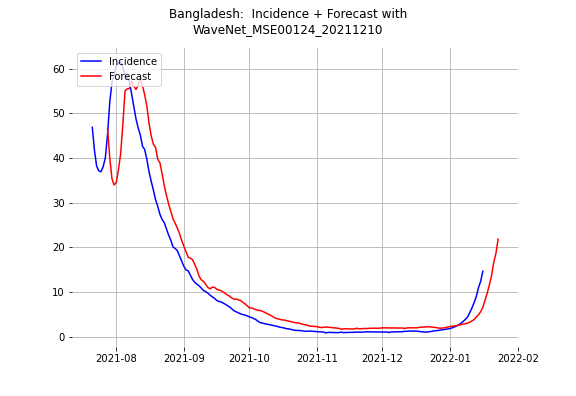 Bangladesh:  Incidence + Forecast with
WaveNet_MSE00124_20211210
Incidence
Forecast
60
50
40
30
20
10
0
2021-08 2021-09 2021-10 2021-11 2021-12 2022-01 2022-02